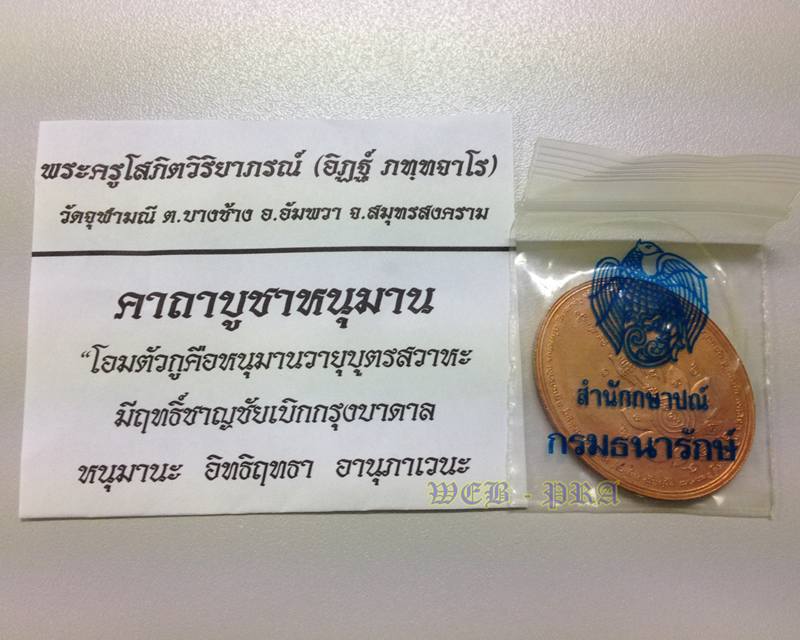 พระครูโสภิตวิริยาภรณ์ (อิฏฐ์ ภทฺทจาโร)
วัดจุฬามณี ต.บางช้าง อ.อัมพวา จ.สมุทรสงคราม
คาถาบูชาหนุมาน
“โอมตัวกูคือหนุมานวายุบุตรสวาหะ
มีฤทธิ์ชาญชัยเบิกกรุงบาดาล
หนุมานะ อิทธิฤทธา อานุภาเวนะ
สำนักกษาปณ์
กรมธนารักษ์
WEB - PRA